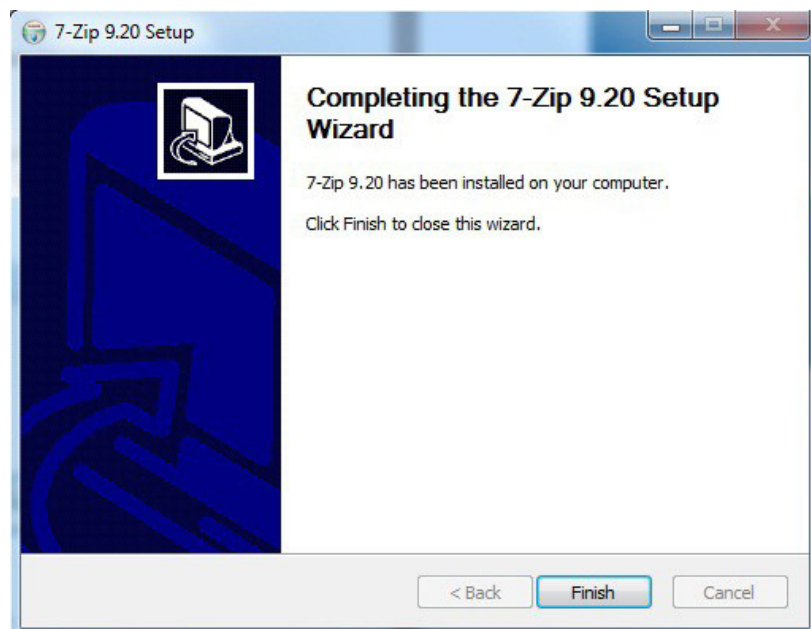 7-Zip 9.20 Setup
Completing the 7-Zip 9.20 Setup
Wizard
7-Zip 9.20 has been installed on your computer.
Click Finish to close this wizard.
< Back
Finish
Cancel